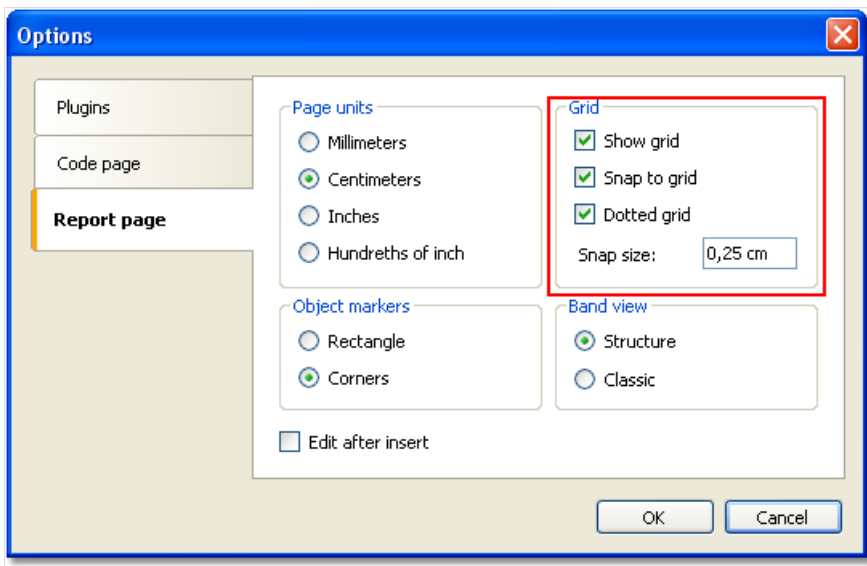 Options
Plugins
Code page
Report page
Page units
Millimeters
Centimeters
Inches
Hundreths of inch
Grid
Show grid
Snap to grid
Dotted grid
Snap size: 0,25 cm
Object markers
Rectangle
Corners
Band view
Structure
Classic
Edit after insert
OK Cancel